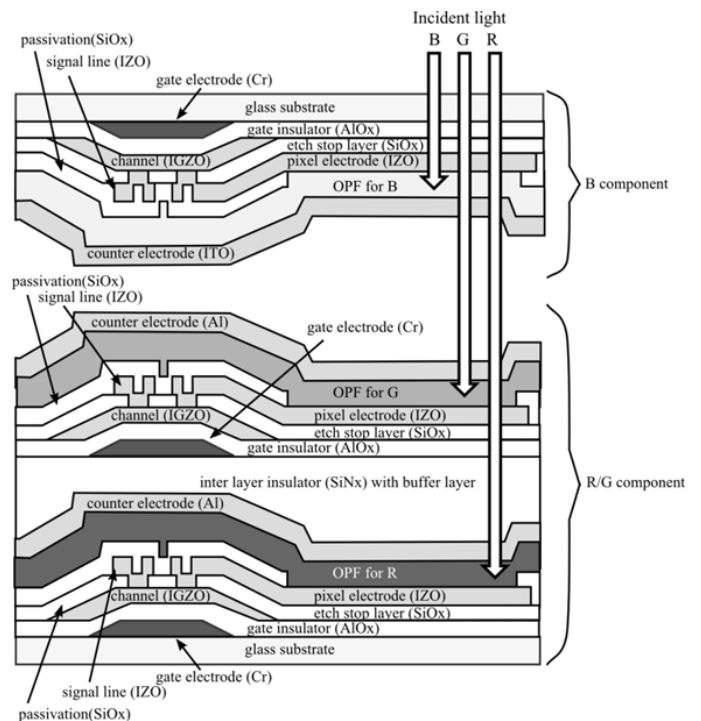 Incident light
B G R
passivation(SiOx)
signal line (IZO)
gate electrode (Cr)
glass substrate
gate insulator (AlOx)
etch stop layer (SiOx)
channel (IGZO)
pixel electrode (IZO)
OPF for B
B component
counter electrode (ITO)
passivation(SiOx)
signal line (IZO)
counter electrode (Al)
gate electrode (Cr)
OPF for G
channel (IGZO)
pixel electrode (IZO)
etch stop layer (SiOx)
gate insulator (AlOx)
inter layer insulator (SiNx) with buffer layer
R/G component
counter electrode (Al)
OPF for R
channel (IGZO)
pixel electrode (IZO)
etch stop layer (SiOx)
gate insulator (AlOx)
glass substrate
gate electrode (Cr)
signal line (IZO)
passivation(SiOx)